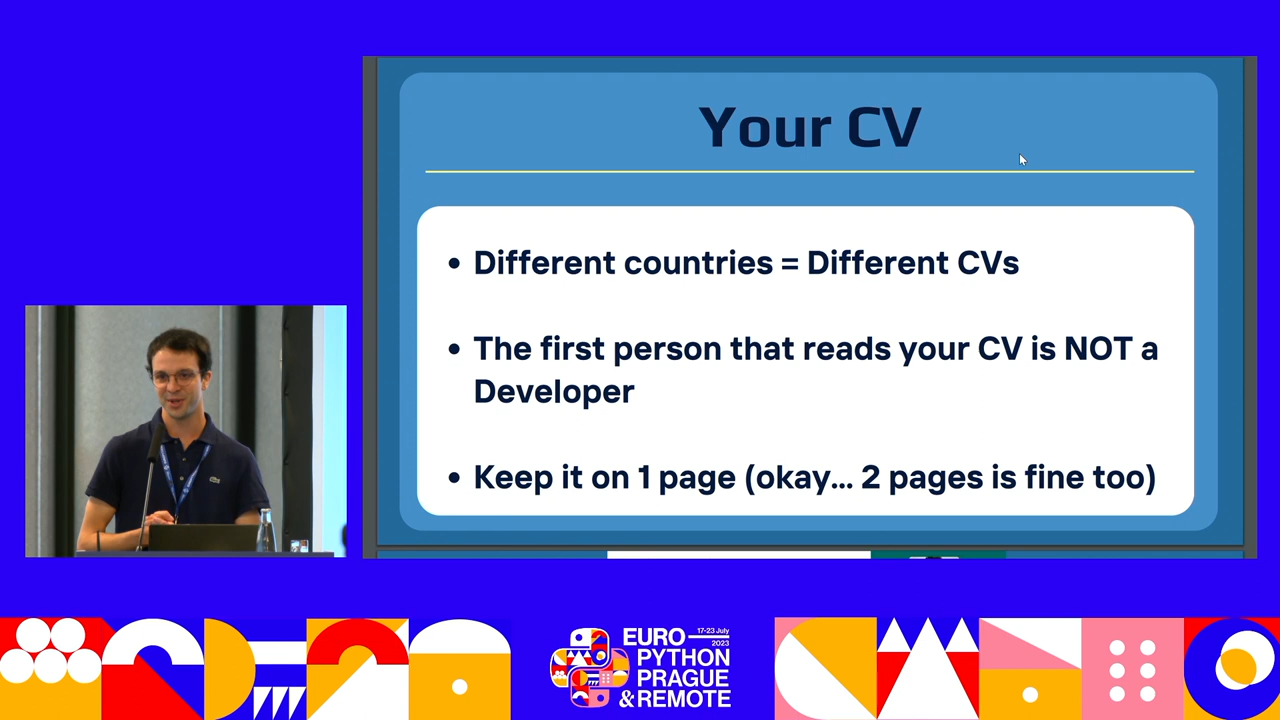 Your CV
• Different countries = Different CVs
• The first person that reads your CV is NOT a
Developer
• Keep it on 1 page (okay... 2 pages is fine too)
17-23 July
2023
EURO
PYTHON
PRAGUE
& REMOTE